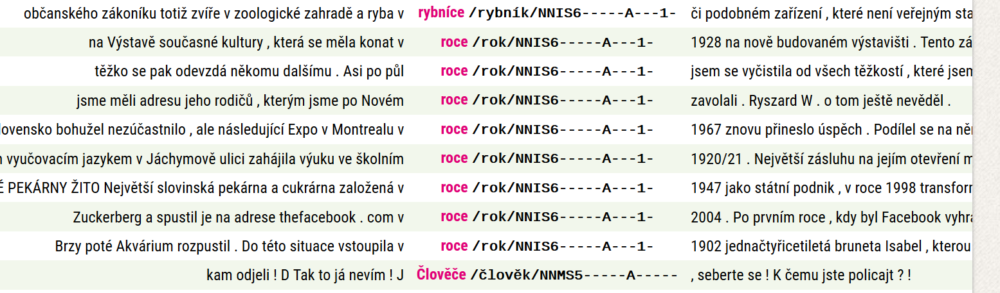 občanského zákoníku totiž zvíře v zoologické zahradě a ryba v rybníce /rybník/NNIS6-----A---1- či podobném zařízení , které není veřejným
na Výstavě současné kultury , která se měla konat v roce /rok/NNIS6-----A---1- 1928 na nově budovaném výstavišti . Tento
těžko se pak odevzdá někomu dalšímu . Asi po půl roce /rok/NNIS6-----A---1- jsem se vyčistila od všech těžkostí , které
jsme měli adresu jeho rodičů , kterým jsme po Novém roce /rok/NNIS6-----A---1- zavolali . Ryszard W . o tom ještě nevěděl .
bohužel nezúčastnilo , ale následující Expo v Montrealu v roce /rok/NNIS6-----A---1- 1967 znovu přineslo úspěch . Podílel se na
vyučovacím jazykem v Jáchymově ulici zahájila výuku ve školním roce /rok/NNIS6-----A---1- 1920/21 . Největší zásluhu na jejím otevření
PEKÁRNY ŽITO Největší slovinská pekárna a cukrárna založená v roce /rok/NNIS6-----A---1- 1947 jako státní podnik , v roce 1998
Zuckerberg a spustil je na adrese thefacebook . com v roce /rok/NNIS6-----A---1- 2004 . Po prvním roce , kdy byl Facebook
Brzy poté Akvárium rozpustil . Do této situace vstoupila v roce /rok/NNIS6-----A---1- 1902 jednačtyřicetiletá bruneta Isabel , kterou
kam odjeli ! D Tak to já nevím ! J Člověče /člověk/NNMS5-----A----- , seberte se ! K čemu jste policajt ? !